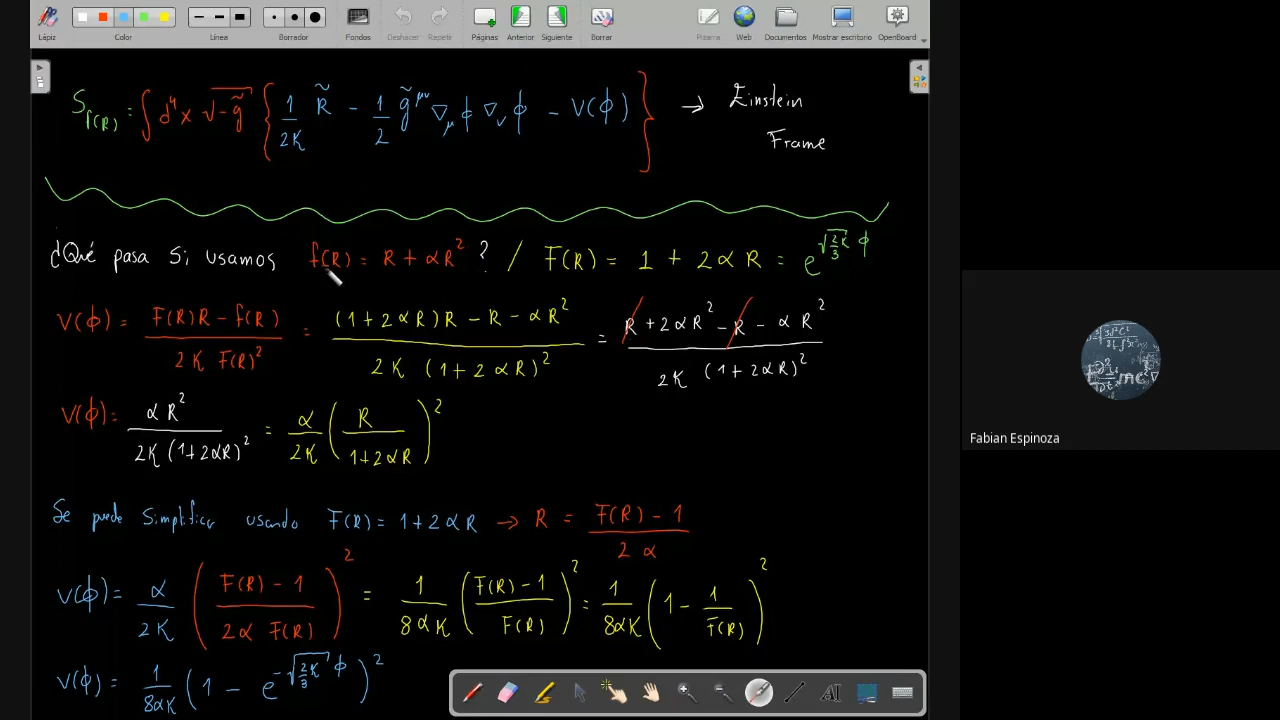 Lápiz Color Línea Borrador Fondos Deshacer Repetir Páginas Anterior Siguiente Borrar Pizarra Web Documentos Mostrar escritorio OpenBoard
S_{f(R)} = ∫ d⁴x √-g̃ { 1/2K R̃ - 1/2 g̃^{μν} ∇_μ ϕ ∇_ν ϕ - V(ϕ) } → Einstein Frame
¿Qué pasa si usamos f(R) = R + αR² ? / F(R) = 1 + 2αR = e^{√(2/3 K) ϕ}
V(ϕ) = (F(R)R - f(R)) / (2K F(R)²) = ((1+2αR)R - R - αR²) / (2K (1+2αR)²) = (R + 2αR² - R - αR²) / (2K (1+2αR)²)
V(ϕ) = αR² / (2K(1+2αR)²) = α/2K (R / (1+2αR))²
Se puede simplificar usando F(R) = 1+2αR → R = (F(R) - 1) / (2α)
V(ϕ) = α/2K ((F(R) - 1) / (2α F(R)))² = 1/8αK ((F(R) - 1) / F(R))² = 1/8αK (1 - 1/F(R))²
V(ϕ) = 1/8αK (1 - e^{-√(2/3 K) ϕ})²
Fabian Espinoza